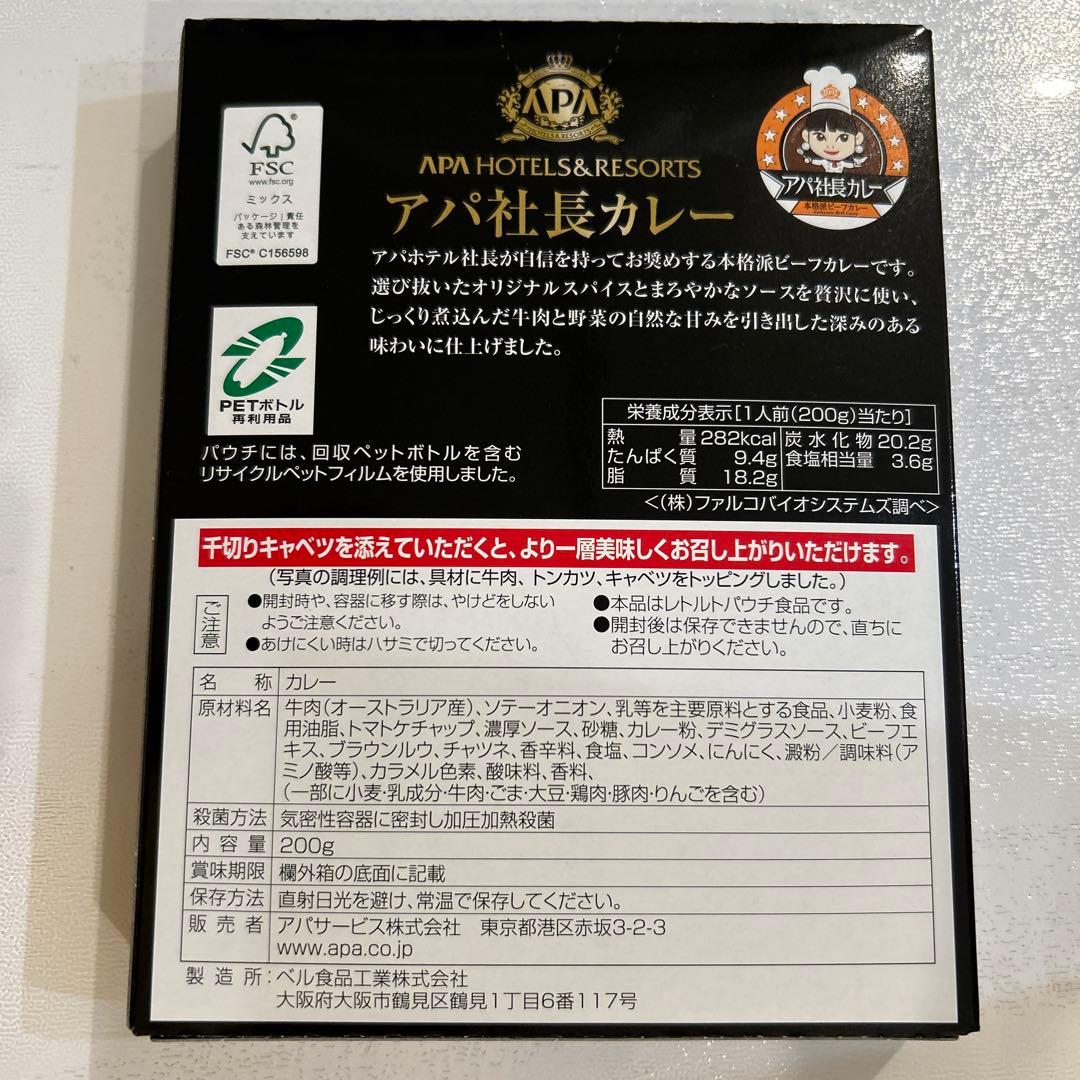 APA
HOTELS & RESORTS
APA HOTELS&RESORTS
アパ社長カレー
アパ社長カレー
本格派ビーフカレー
Authentic Beef Curry
FSC
www.fsc.org
ミックス
パッケージ|責任
ある森林管理を
支えています
FSC® C156598
アパホテル社長が自信を持ってお奨めする本格派ビーフカレーです。
選び抜いたオリジナルスパイスとまろやかなソースを贅沢に使い、
じっくり煮込んだ牛肉と野菜の自然な甘みを引き出した深みのある
味わいに仕上げました。
PETボトル
再利用品
パウチには、回収ペットボトルを含む
リサイクルペットフィルムを使用しました。
栄養成分表示[1人前(200g)当たり]
熱量 282kcal 炭水化物 20.2g
たんぱく質 9.4g 食塩相当量 3.6g
脂質 18.2g
<(株)ファルコバイオシステムズ調べ>
千切りキャベツを添えていただくと、より一層美味しくお召し上がりいただけます。
(写真の調理例には、具材に牛肉、トンカツ、キャベツをトッピングしました。)
ご注意
●開封時や、容器に移す際は、やけどをしない
ようご注意ください。
●あけにくい時はハサミで切ってください。
●本品はレトルトパウチ食品です。
●開封後は保存できませんので、直ちに
お召し上がりください。
名称 カレー
原材料名 牛肉(オーストラリア産)、ソテーオニオン、乳等を主要原料とする食品、小麦粉、食
用油脂、トマトケチャップ、濃厚ソース、砂糖、カレー粉、デミグラスソース、ビーフエ
キス、ブラウンルウ、チャツネ、香辛料、食塩、コンソメ、にんにく、澱粉/調味料(ア
ミノ酸等)、カラメル色素、酸味料、香料、
(一部に小麦・乳成分・牛肉・ごま・大豆・鶏肉・豚肉・りんごを含む)
殺菌方法 気密性容器に密封し加圧加熱殺菌
内容量 200g
賞味期限 欄外箱の底面に記載
保存方法 直射日光を避け、常温で保存してください。
販売者 アパサービス株式会社 東京都港区赤坂3-2-3
www.apa.co.jp
製造所:ベル食品工業株式会社
大阪府大阪市鶴見区鶴見1丁目6番117号